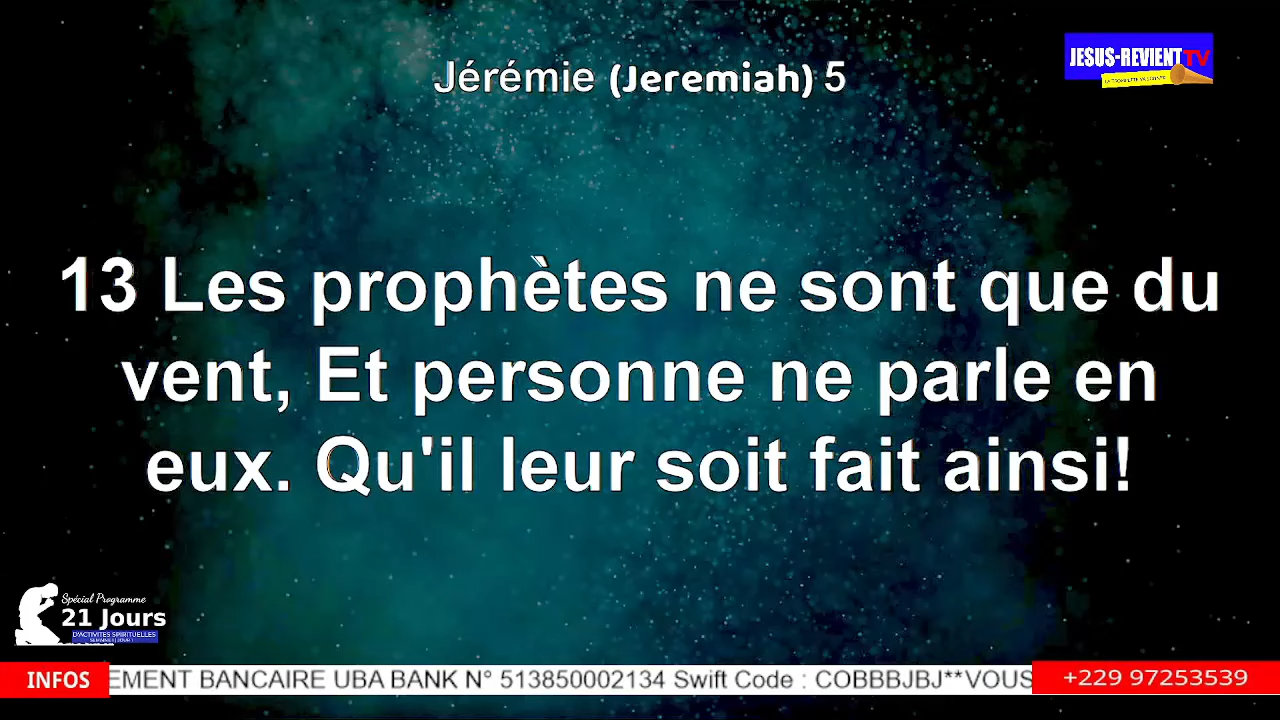 Jérémie (Jeremiah) 5
JESUS-REVIENT TV
13 Les prophètes ne sont que du
vent, Et personne ne parle en
eux. Qu'il leur soit fait ainsi!
Spécial Programme
21 Jours
D'ACTIVITES SPIRITUELLES
INFOS
EMENT BANCAIRE UBA BANK N° 513850002134 Swift Code : COBBBJBJ**VOUS
+229 97253539